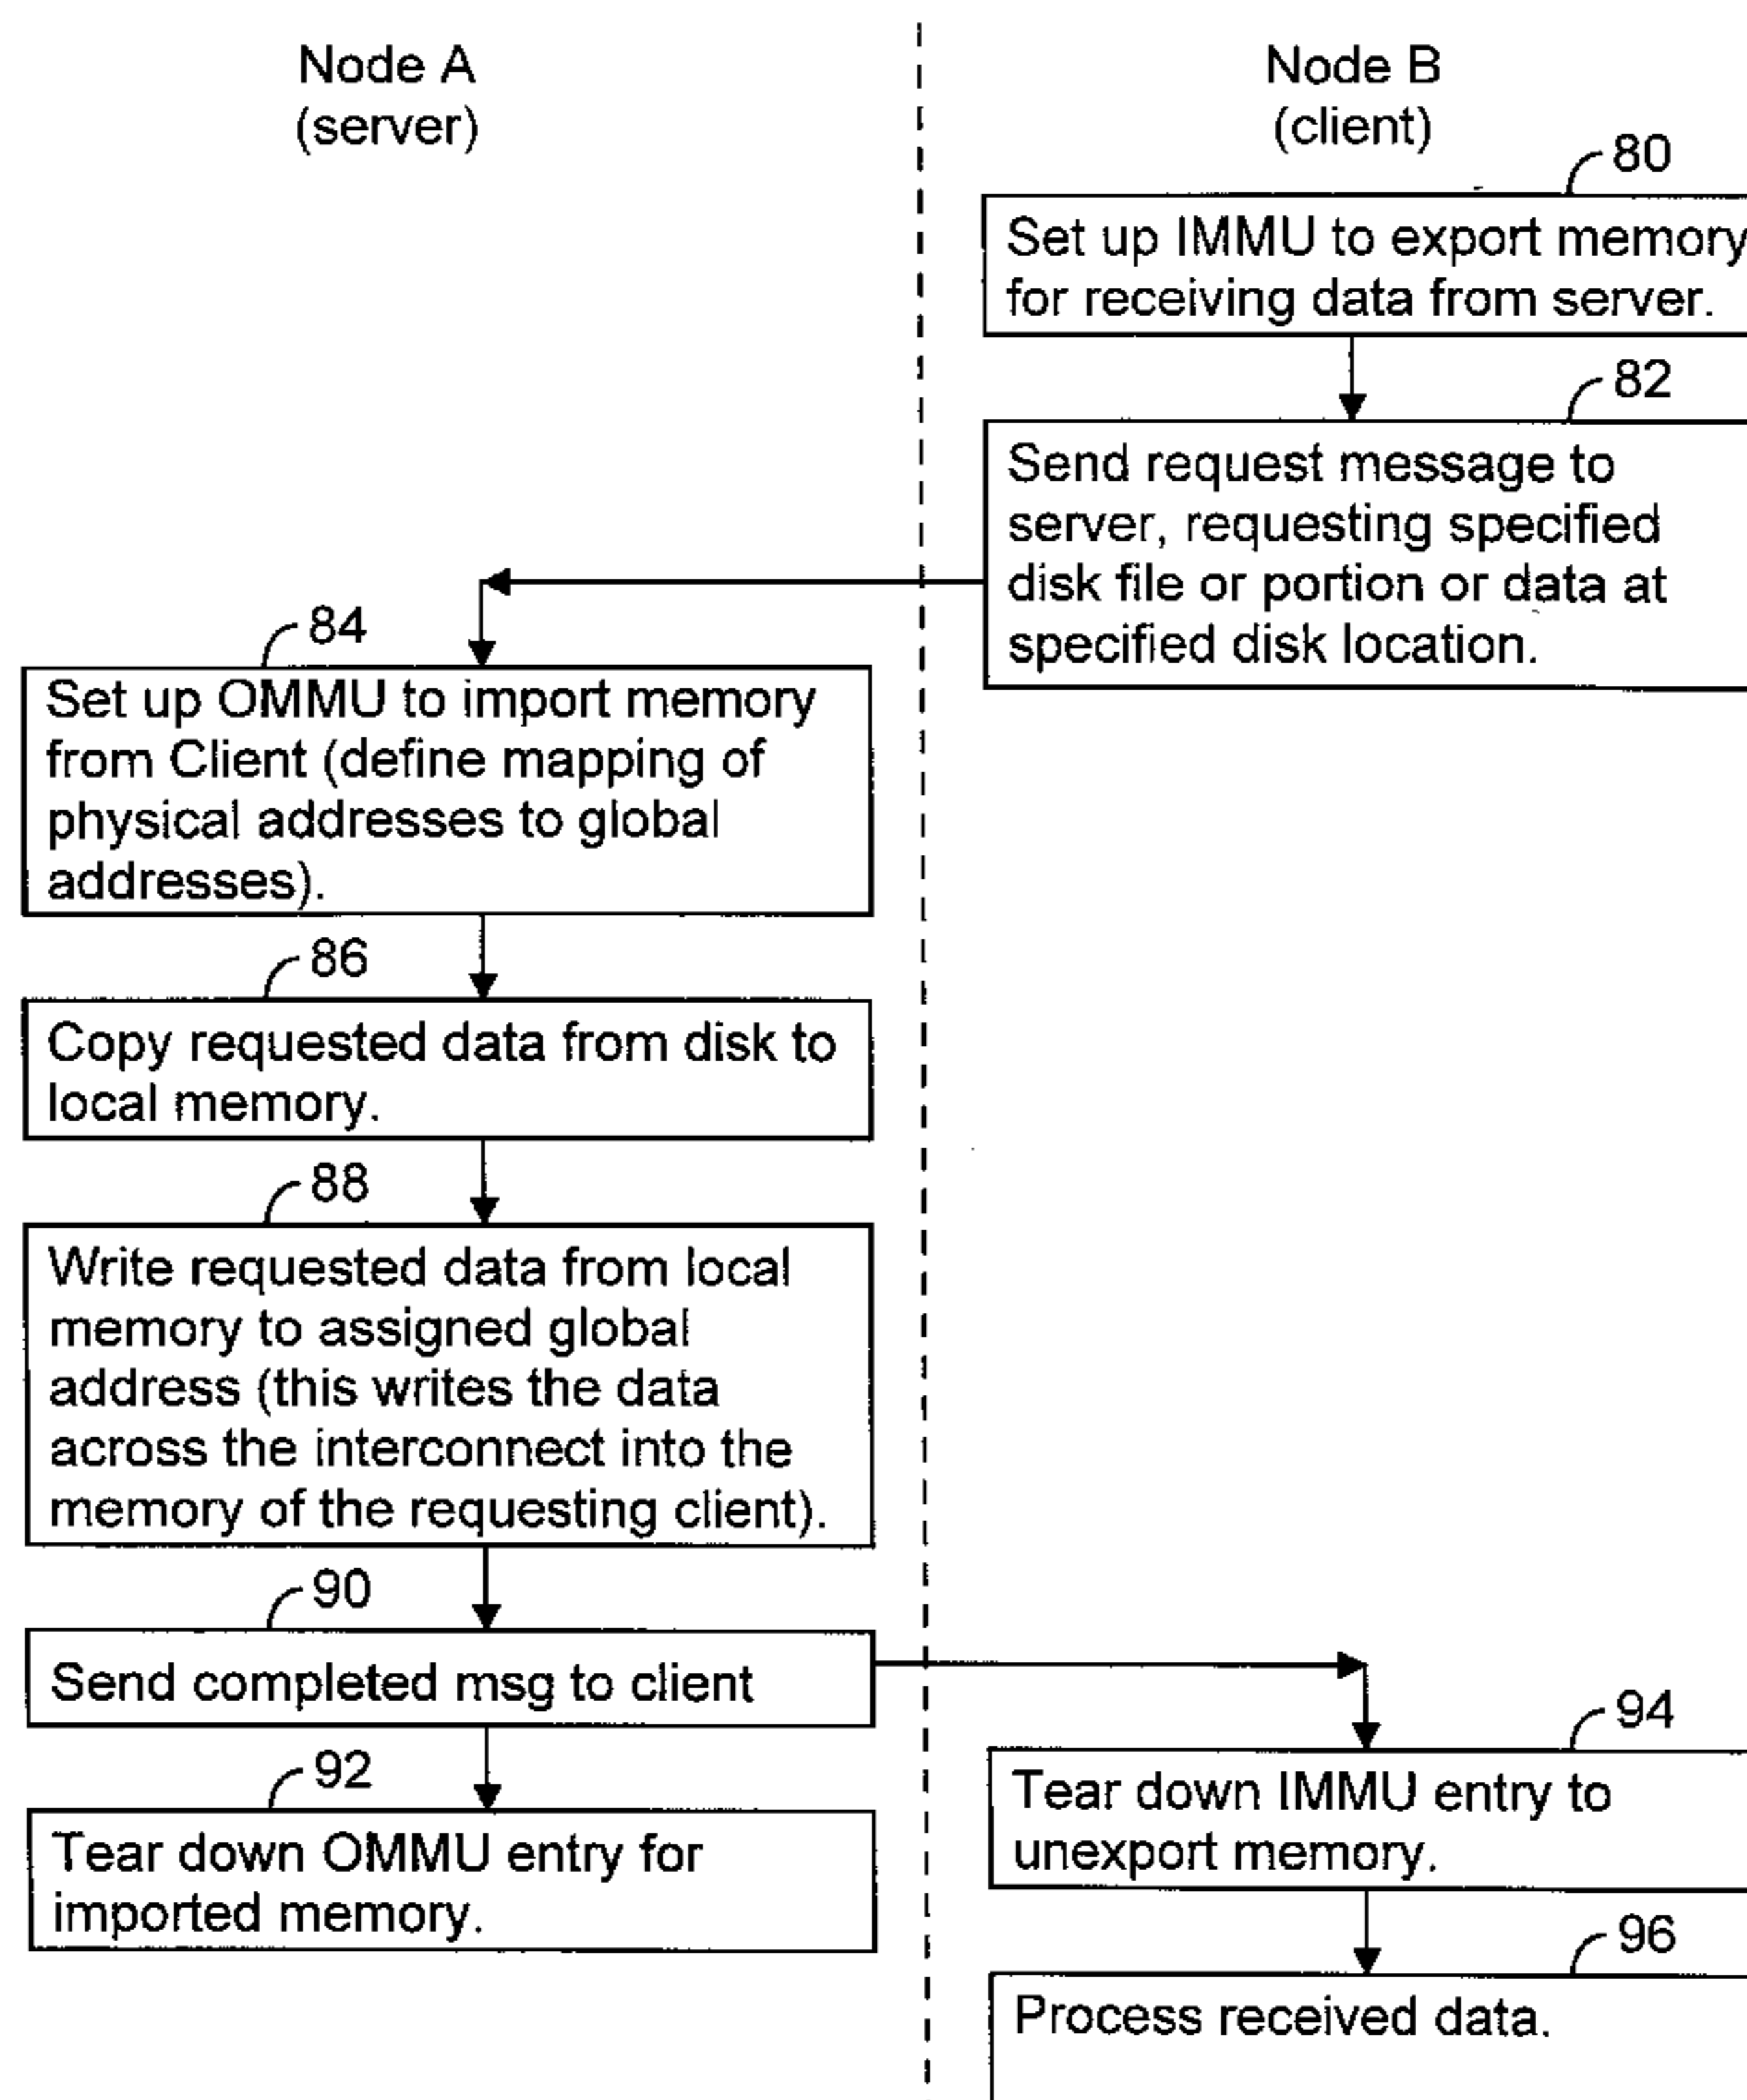 Node A
(server)
Node B
(client)
80
Set up IMMU to export memory
for receiving data from server.
82
Send request message to
server, requesting specified
disk file or portion or data at
specified disk location.
84
Set up OMMU to import memory
from Client (define mapping of
physical addresses to global
addresses).
86
Copy requested data from disk to
local memory.
88
Write requested data from local
memory to assigned global
address (this writes the data
across the interconnect into the
memory of the requesting client).
90
Send completed msg to client
92
Tear down OMMU entry for
imported memory.
94
Tear down IMMU entry to
unexport memory.
96
Process received data.